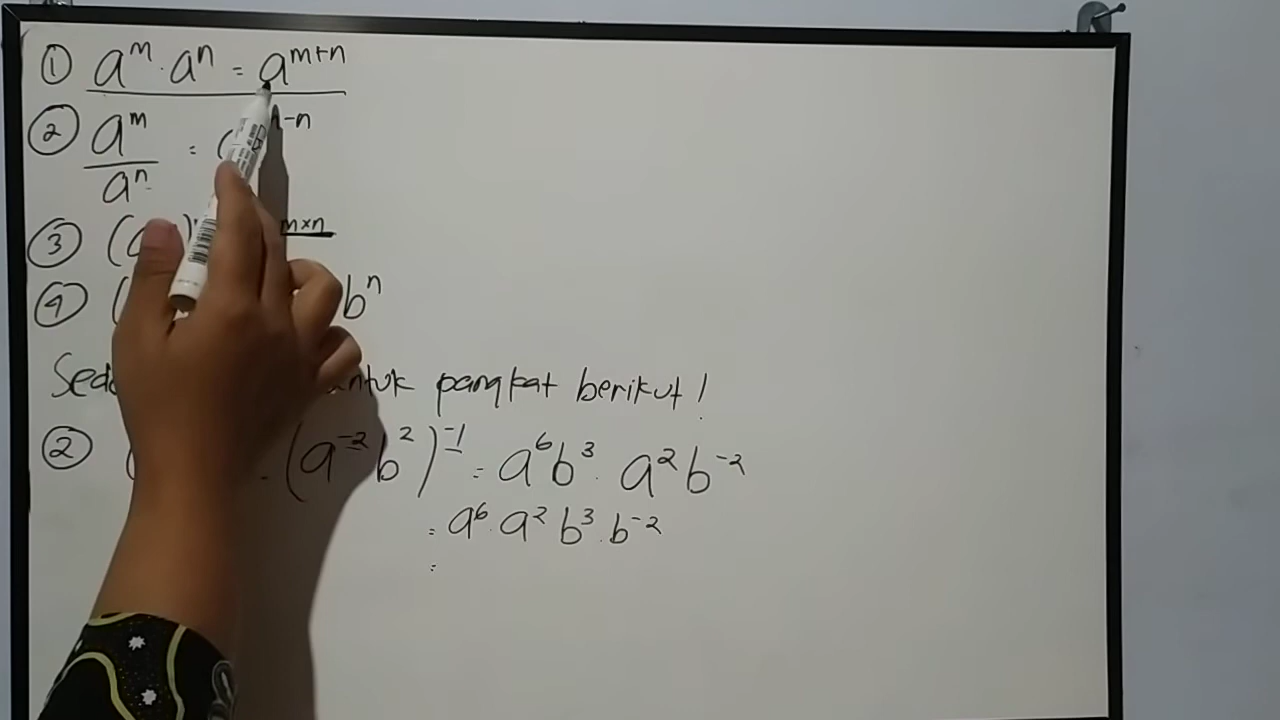 ① a^m . a^n = a^{m+n}
② a^m / a^n = -n
③ ( m×n
④ ( b^n
pangkat berikut !
② (a^{-2} b^2)^{-1} = a^6 b^3 . a^2 b^{-2}
= a^6 . a^2 b^3 . b^{-2}
=